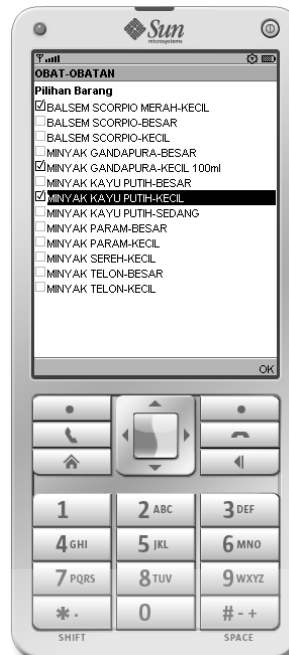 Sun
microsystems
OBAT-OBATAN
Pilihan Barang
BALSEM SCORPIO MERAH-KECIL
BALSEM SCORPIO-BESAR
BALSEM SCORPIO-KECIL
MINYAK GANDAPURA-BESAR
MINYAK GANDAPURA-KECIL 100ml
MINYAK KAYU PUTIH-BESAR
MINYAK KAYU PUTIH-KECIL
MINYAK KAYU PUTIH-SEDANG
MINYAK PARAM-BESAR
MINYAK PARAM-KECIL
MINYAK SEREH-KECIL
MINYAK TELON-BESAR
MINYAK TELON-KECIL
OK
1 2 ABC 3 DEF
4 GHI 5 JKL 6 MNO
7 PQRS 8 TUV 9 WXYZ
* . 0 # - +
SHIFT SPACE